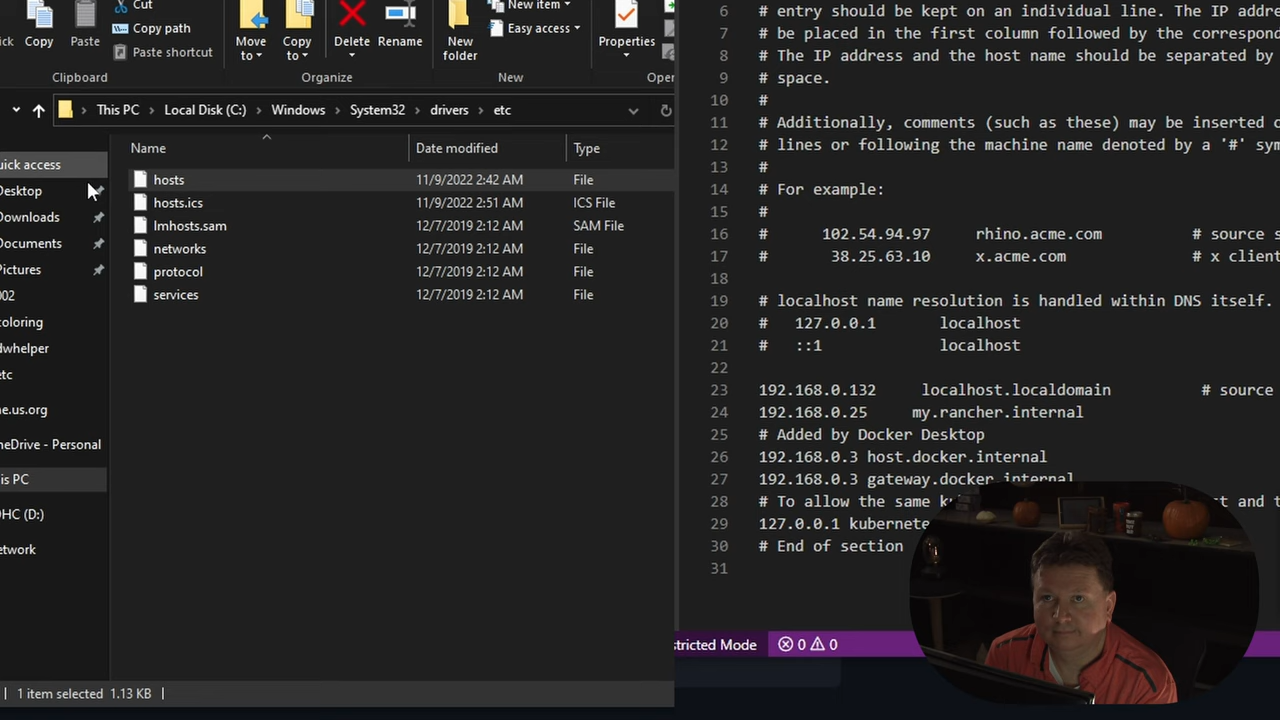 Cut
Copy path
Paste shortcut
Copy
Paste
Move
to
Copy
to
Delete
Rename
New
folder
New item
Easy access
Properties
Clipboard
Organize
New
This PC > Local Disk (C:) > Windows > System32 > drivers > etc
Name Date modified Type
hosts 11/9/2022 2:42 AM File
hosts.ics 11/9/2022 2:51 AM ICS File
lmhosts.sam 12/7/2019 2:12 AM SAM File
networks 12/7/2019 2:12 AM File
protocol 12/7/2019 2:12 AM File
services 12/7/2019 2:12 AM File
uick access
Desktop
Downloads
Documents
Pictures
002
coloring
dwhelper
etc
ne.us.org
neDrive - Personal
is PC
DHC (D:)
etwork
1 item selected 1.13 KB
6 # entry should be kept on an individual line. The IP addre
7 # be placed in the first column followed by the correspond
8 # The IP address and the host name should be separated by
9 # space.
10 #
11 # Additionally, comments (such as these) may be inserted o
12 # lines or following the machine name denoted by a '#' sym
13 #
14 # For example:
15 #
16 # 102.54.94.97 rhino.acme.com # source s
17 # 38.25.63.10 x.acme.com # x client
18
19 # localhost name resolution is handled within DNS itself.
20 # 127.0.0.1 localhost
21 # ::1 localhost
22
23 192.168.0.132 localhost.localdomain # source
24 192.168.0.25 my.rancher.internal
25 # Added by Docker Desktop
26 192.168.0.3 host.docker.internal
27 192.168.0.3 gateway.docker.internal
28 # To allow the same ku t and t
29 127.0.0.1 kubernete
30 # End of section
31
stricted Mode 0 0